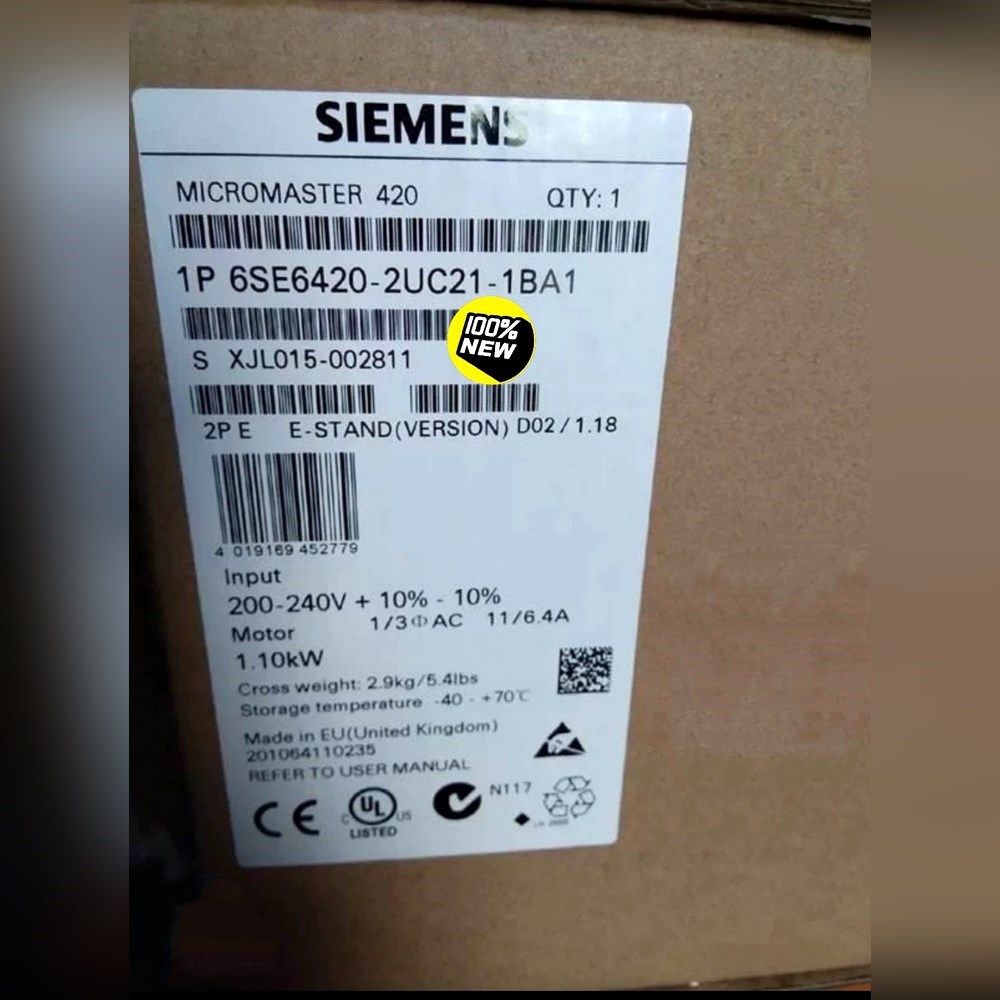 SIEMENS
MICROMASTER 420 QTY: 1
1P 6SE6420-2UC21-1BA1
100%
NEW
S XJL015-002811
2P E E-STAND(VERSION) D02/1.18
4 019169 452779
Input
200-240V + 10% - 10%
1/3ΦAC 11/6.4A
Motor
1.10kW
Cross weight: 2.9kg/5.4lbs
Storage temperature -40 - +70℃
Made in EU(United Kingdom)
201064110235
REFER TO USER MANUAL
CE
C UL US
LISTED
N117